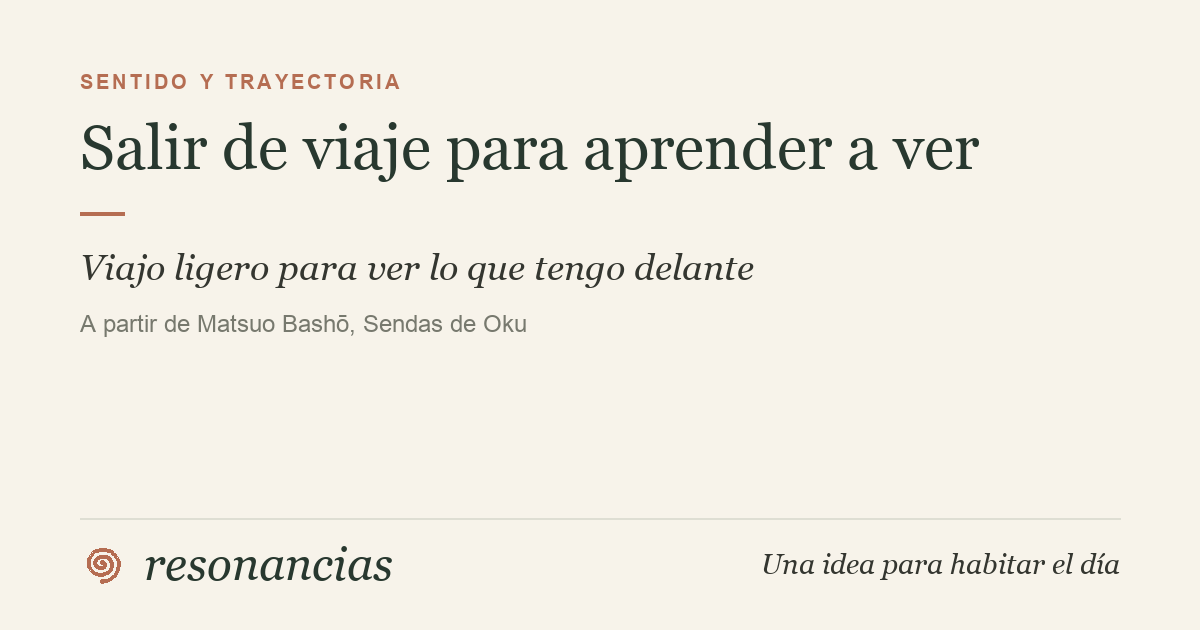 SENTIDO Y TRAYECTORIA
Salir de viaje para aprender a ver
Viajo ligero para ver lo que tengo delante
A partir de Matsuo Bashō, Sendas de Oku
resonancias
Una idea para habitar el día